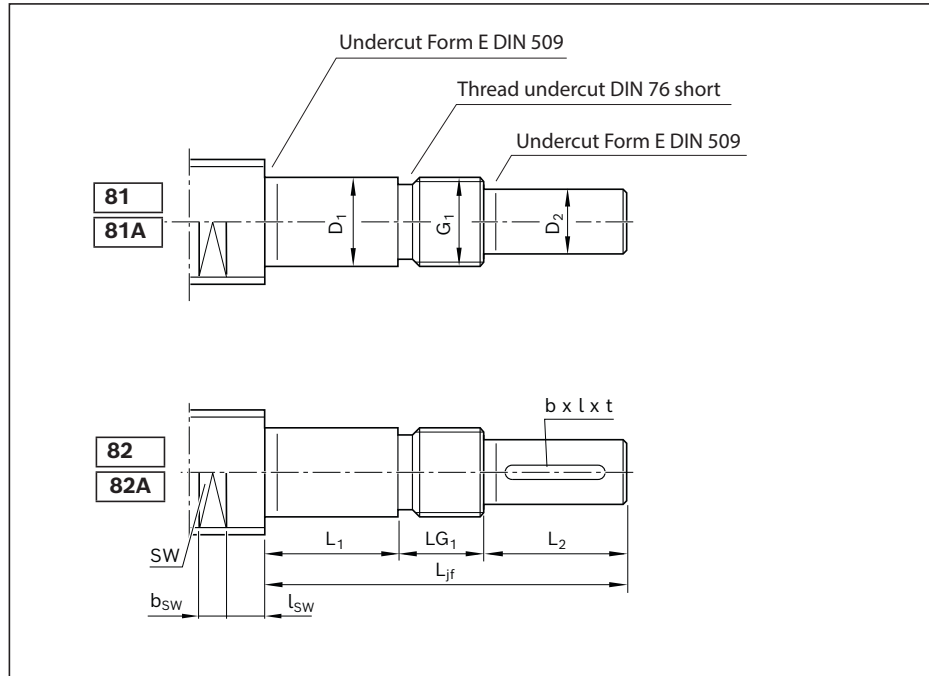 Undercut Form E DIN 509
Thread undercut DIN 76 short
Undercut Form E DIN 509
81
81A
D₁
G₁
D₂
b x l x t
82
82A
SW
L₁
LG₁
L₂
Ljf
bSW
lSW